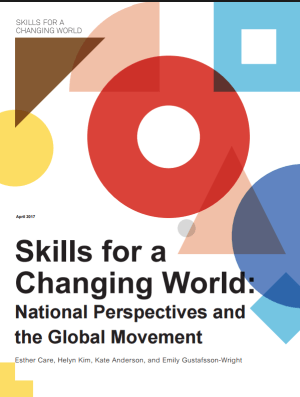 SKILLS FOR A
CHANGING WORLD
April 2017
Skills for a
Changing World:
National Perspectives and
the Global Movement
Esther Care, Helyn Kim, Kate Anderson, and Emily Gustafsson-Wright